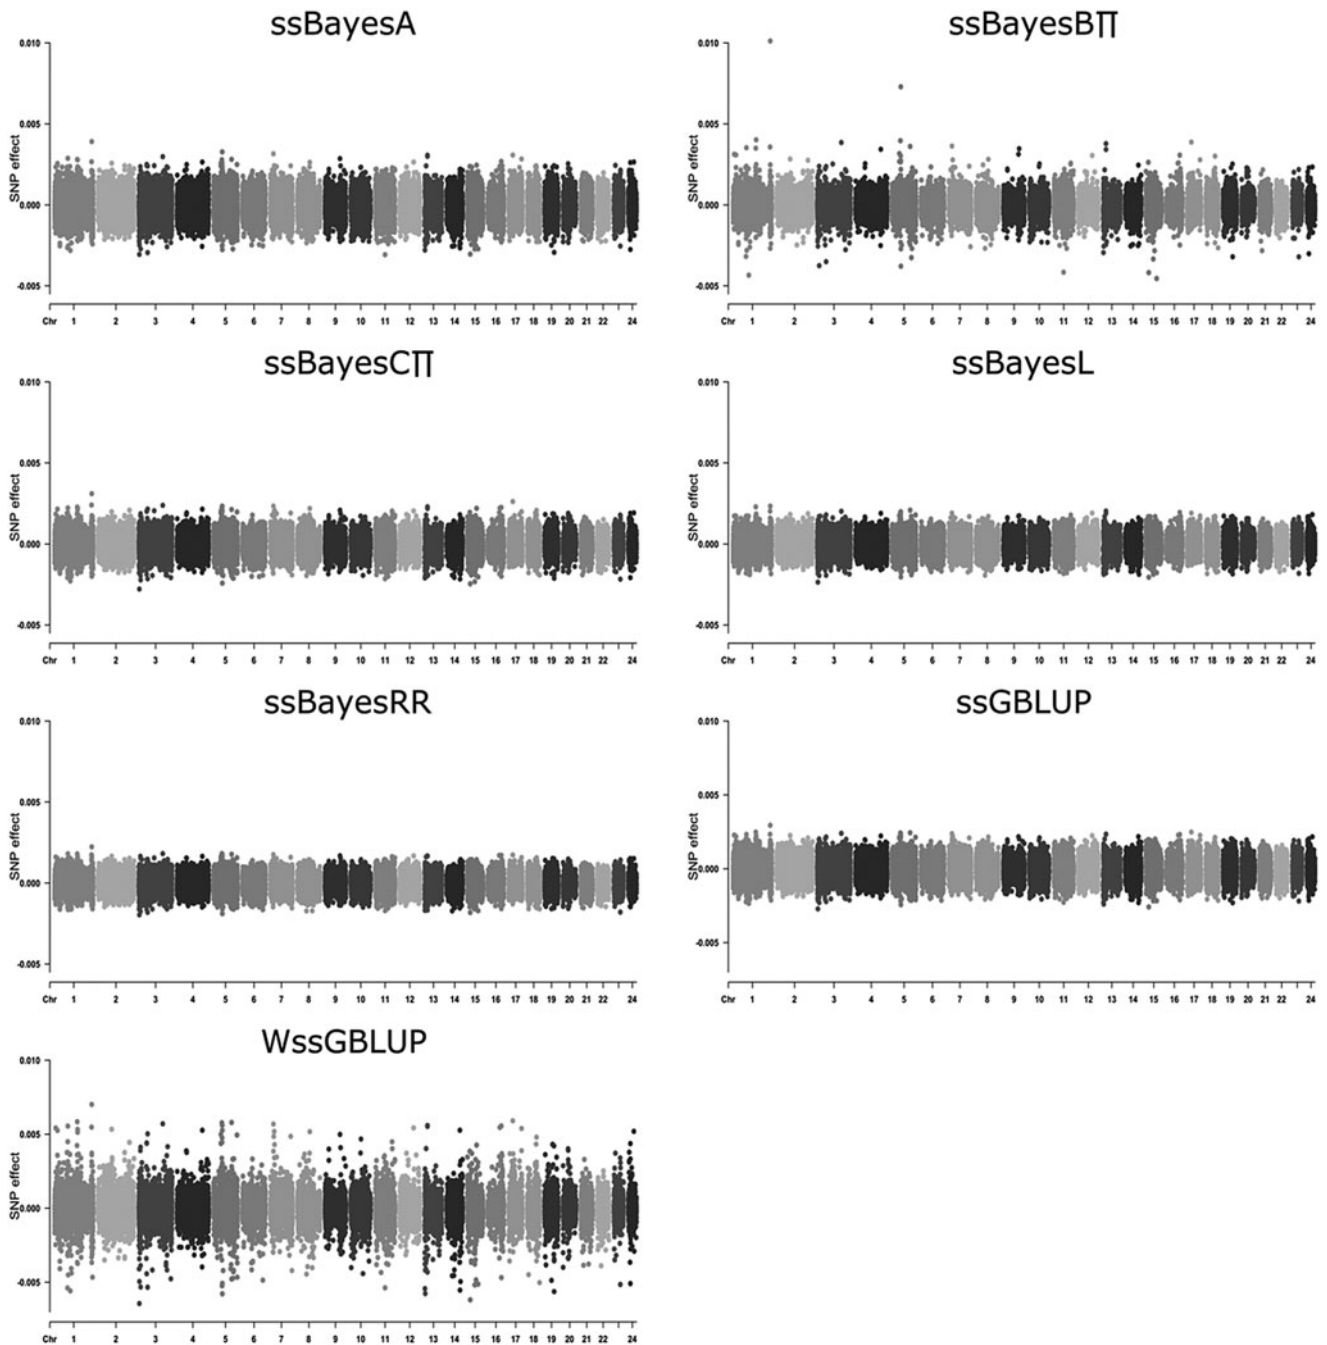 ssBayesA
0.010
0.005
0.000
-0.005
SNP effect
Chr 1 2 3 4 5 6 7 8 9 10 11 12 13 14 15 16 17 18 19 20 21 22 24
ssBayesBΠ
0.010
0.005
0.000
-0.005
SNP effect
Chr 1 2 3 4 5 6 7 8 9 10 11 12 13 14 15 16 17 18 19 20 21 22 24
ssBayesCΠ
0.010
0.005
0.000
-0.005
SNP effect
Chr 1 2 3 4 5 6 7 8 9 10 11 12 13 14 15 16 17 18 19 20 21 22 24
ssBayesL
0.010
0.005
0.000
-0.005
SNP effect
Chr 1 2 3 4 5 6 7 8 9 10 11 12 13 14 15 16 17 18 19 20 21 22 24
ssBayesRR
0.010
0.005
0.000
-0.005
SNP effect
Chr 1 2 3 4 5 6 7 8 9 10 11 12 13 14 15 16 17 18 19 20 21 22 24
ssGBLUP
0.010
0.005
0.000
-0.005
SNP effect
Chr 1 2 3 4 5 6 7 8 9 10 11 12 13 14 15 16 17 18 19 20 21 22 24
WssGBLUP
0.010
0.005
0.000
-0.005
SNP effect
Chr 1 2 3 4 5 6 7 8 9 10 11 12 13 14 15 16 17 18 19 20 21 22 24